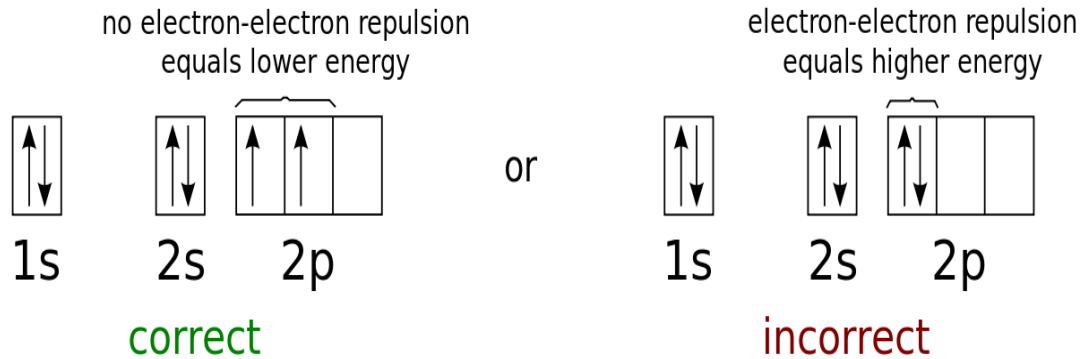 no electron-electron repulsion
equals lower energy
electron-electron repulsion
equals higher energy
or
1s 2s 2p
1s 2s 2p
correct
incorrect